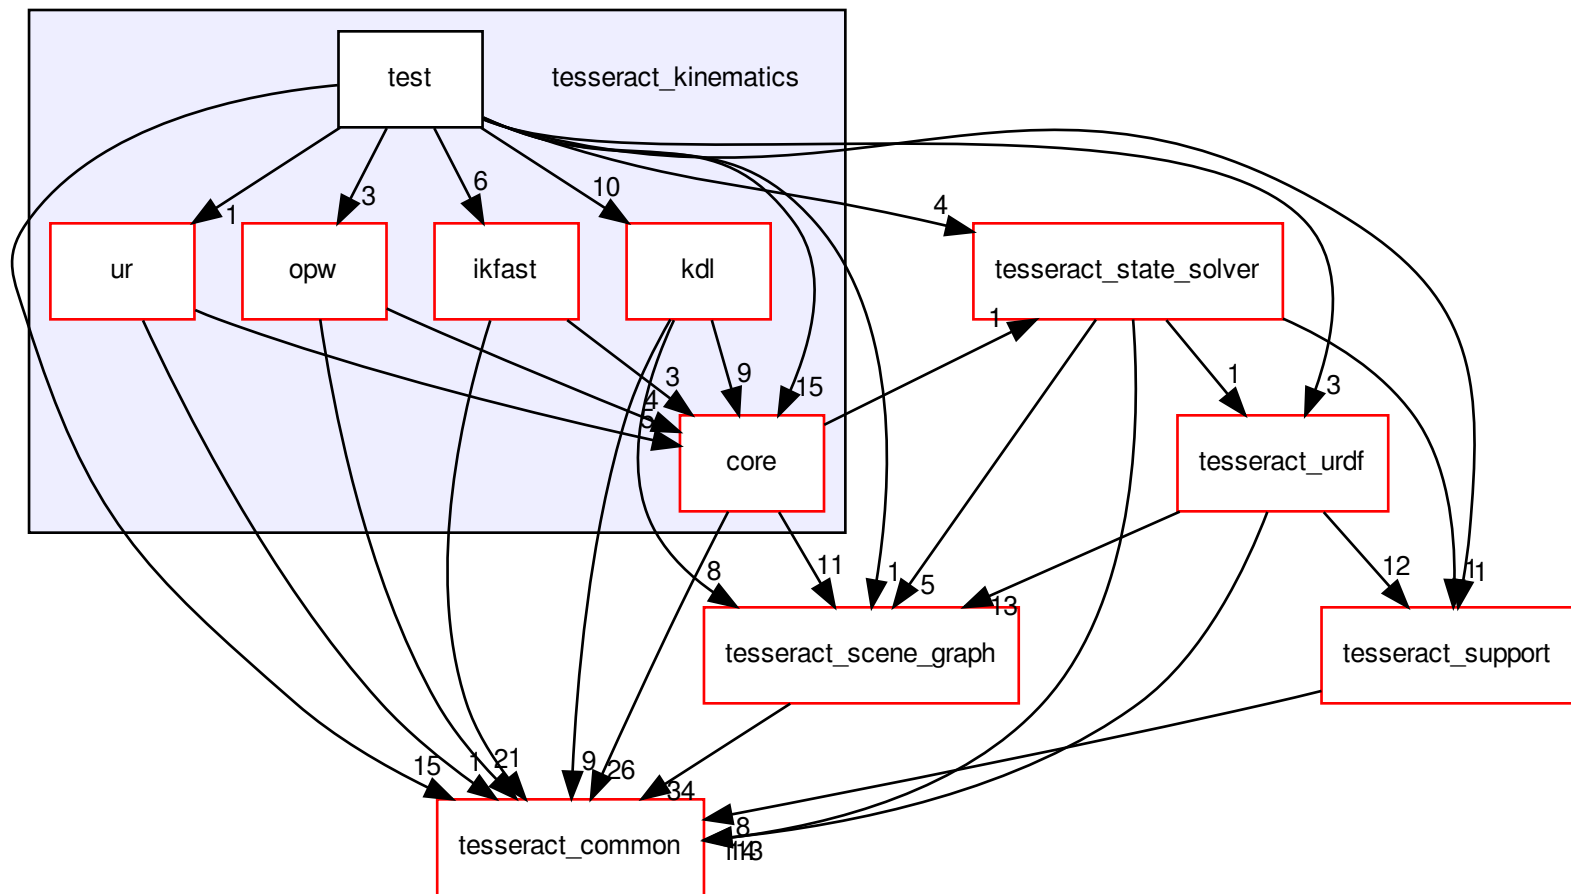 test
tesseract_kinematics
1
3
6
10
4
ur
opw
ikfast
kdl
tesseract_state_solver
1
3
9
15
1
3
4
5
core
tesseract_urdf
8
11
1
5
13
12
1
1
tesseract_scene_graph
tesseract_support
15
1
21
9
26
34
8
tesseract_common